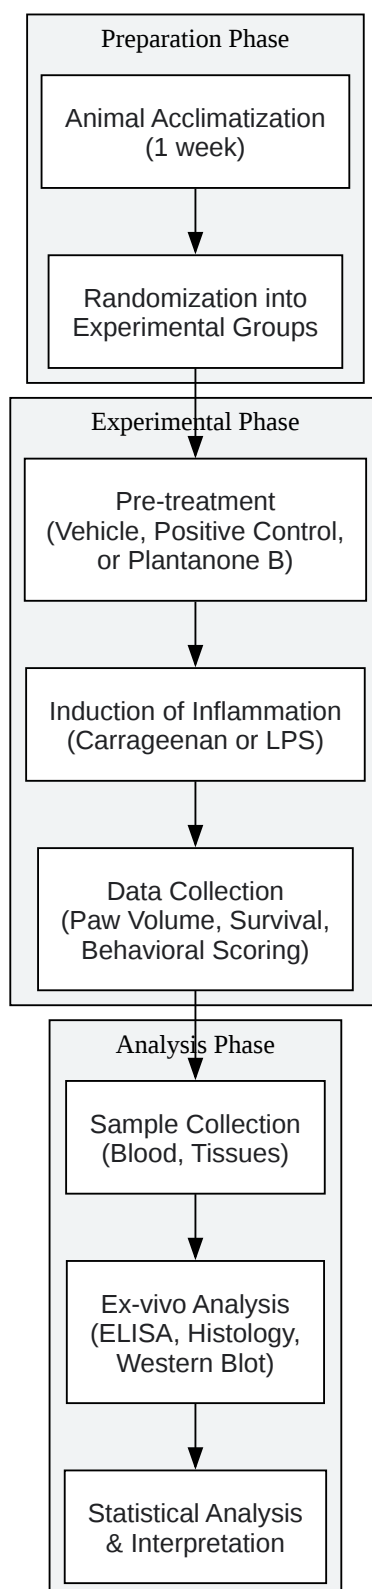 Preparation Phase
Animal Acclimatization
(1 week)
Randomization into
Experimental Groups
Experimental Phase
Pre-treatment
(Vehicle, Positive Control,
or Plantanone B)
Induction of Inflammation
(Carrageenan or LPS)
Data Collection
(Paw Volume, Survival,
Behavioral Scoring)
Analysis Phase
Sample Collection
(Blood, Tissues)
Ex-vivo Analysis
(ELISA, Histology,
Western Blot)
Statistical Analysis
& Interpretation